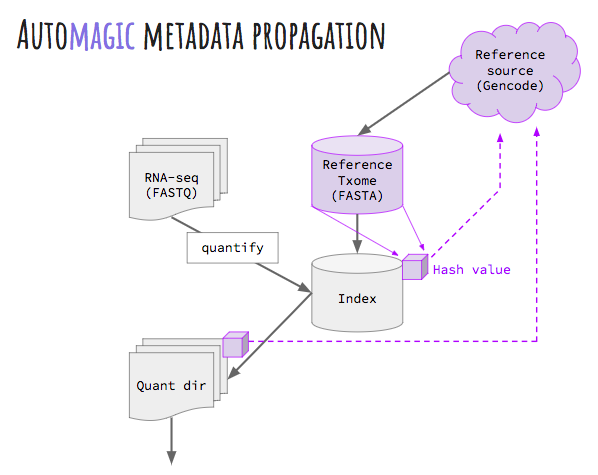 AUTOMAGIC METADATA PROPAGATION
Reference
source
(Gencode)
RNA-seq
(FASTQ)
Reference
Txome
(FASTA)
quantify
Hash value
Index
Quant dir